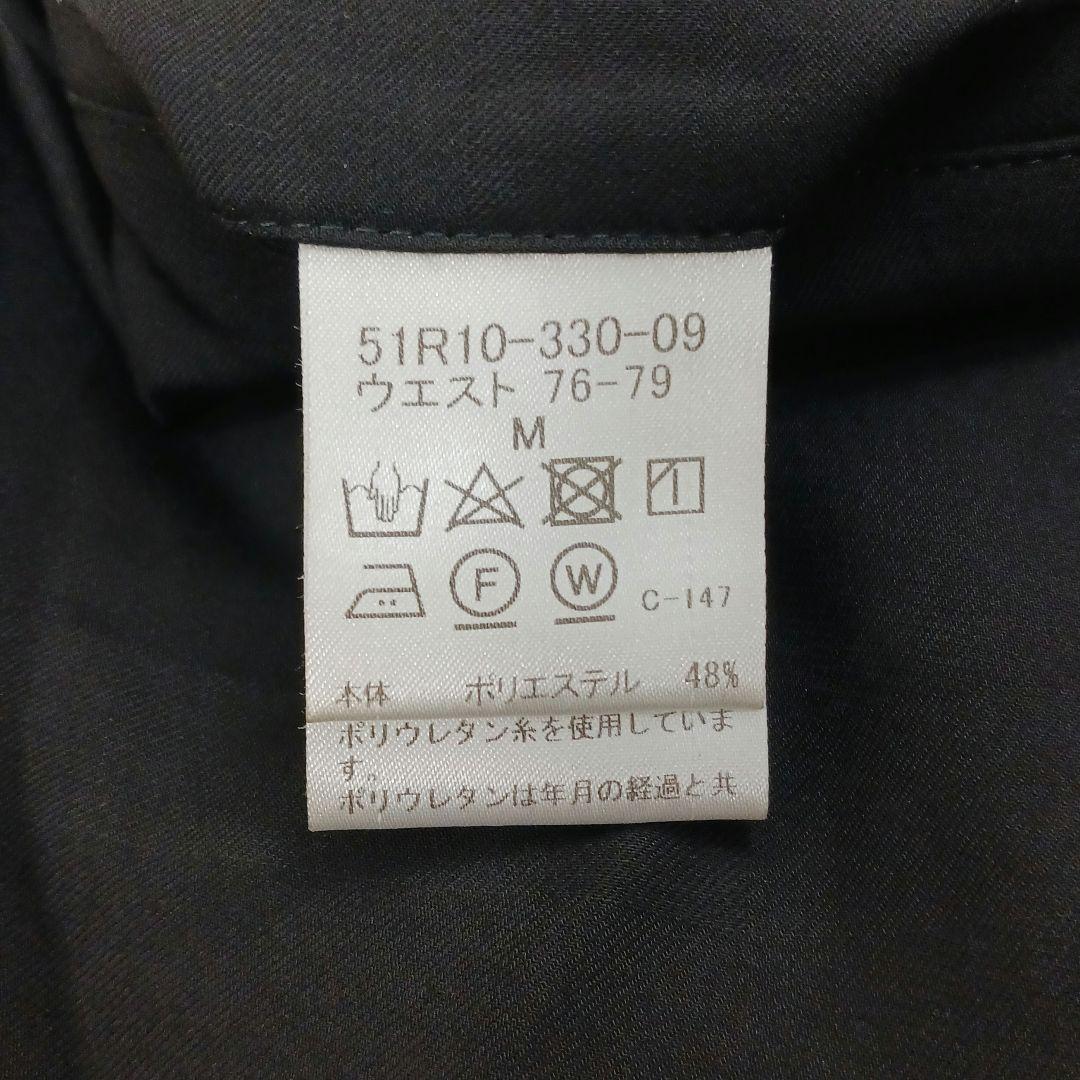 51R10-330-09
ウエスト 76-79
M
F
W
C-147
本体 ポリエステル 48%
ポリウレタン糸を使用していま
す。
ポリウレタンは年月の経過と共